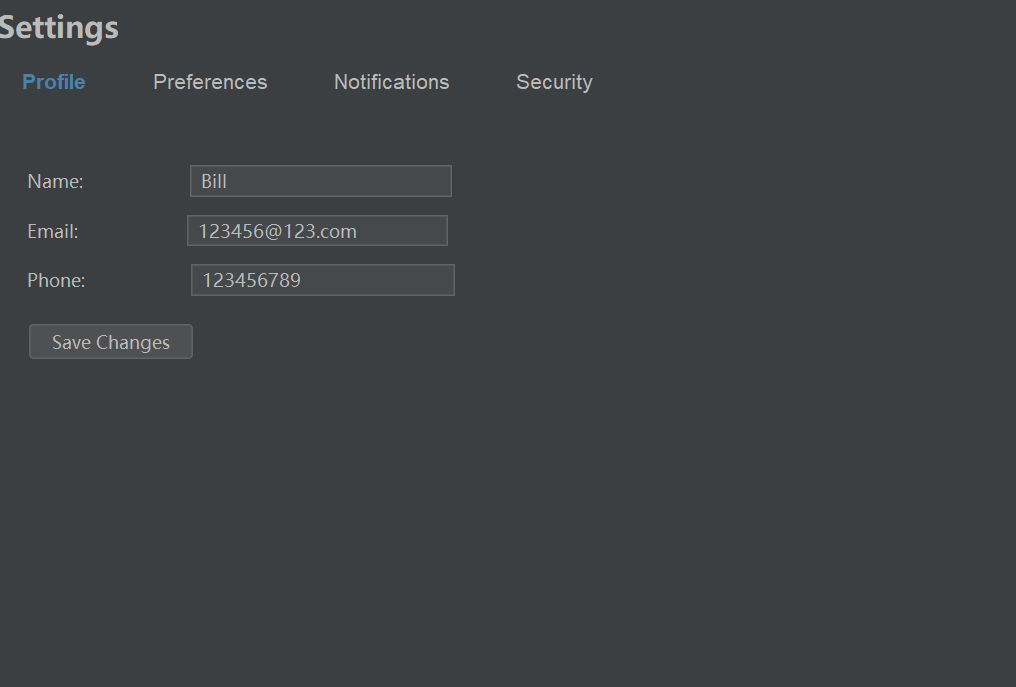 Settings
Profile Preferences Notifications Security
Name: Bill
Email: 123456@123.com
Phone: 123456789
Save Changes